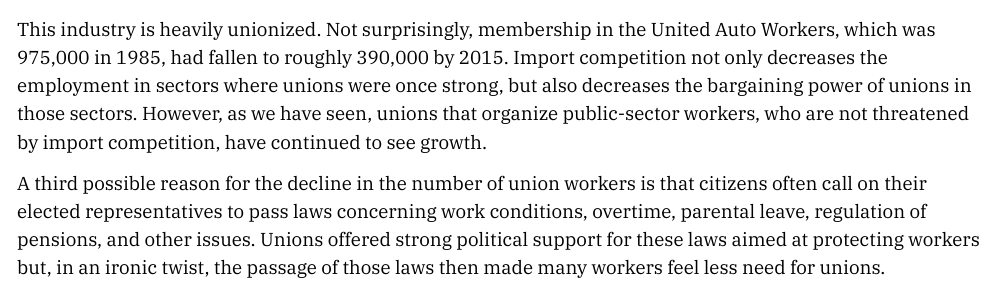 This industry is heavily unionized. Not surprisingly, membership in the United Auto Workers, which was
975,000 in 1985, had fallen to roughly 390,000 by 2015. Import competition not only decreases the
employment in sectors where unions were once strong, but also decreases the bargaining power of unions in
those sectors. However, as we have seen, unions that organize public-sector workers, who are not threatened
by import competition, have continued to see growth.
A third possible reason for the decline in the number of union workers is that citizens often call on their
elected representatives to pass laws concerning work conditions, overtime, parental leave, regulation of
pensions, and other issues. Unions offered strong political support for these laws aimed at protecting workers
but, in an ironic twist, the passage of those laws then made many workers feel less need for unions.